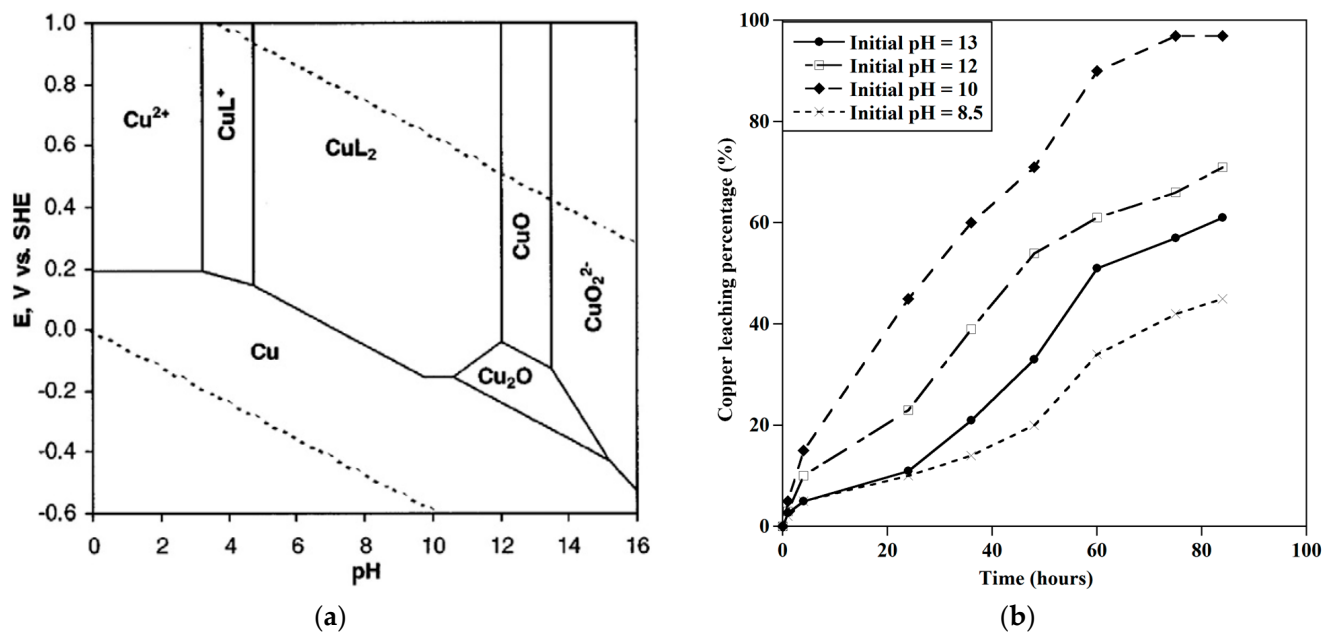 1.0
0.8
0.6
0.4
0.2
0.0
-0.2
-0.4
-0.6
E, V vs. SHE
Cu²⁺
CuL⁺
CuL₂
CuO
CuO₂²⁻
Cu
Cu₂O
0 2 4 6 8 10 12 14 16
pH
(a)
100
80
60
40
20
0
Copper leaching percentage (%)
Initial pH = 13
Initial pH = 12
Initial pH = 10
Initial pH = 8.5
0 20 40 60 80 100
Time (hours)
(b)